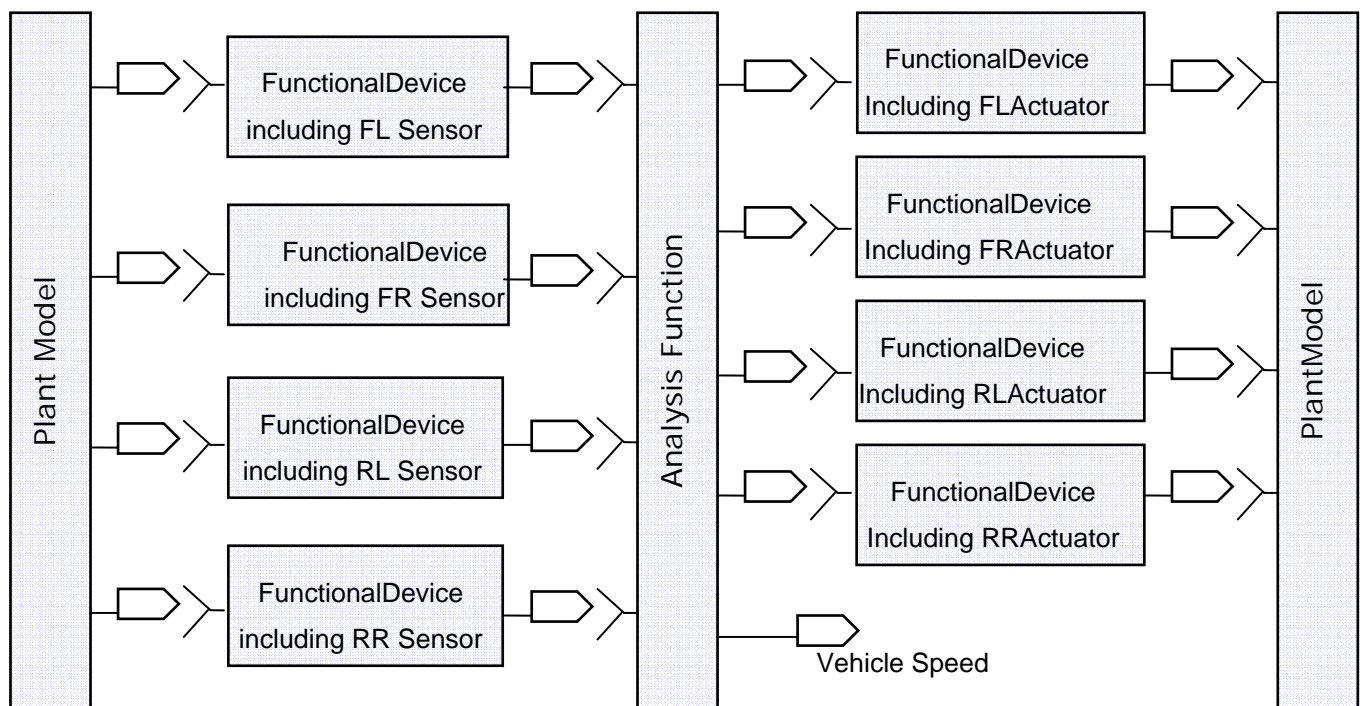 Plant Model
FunctionalDevice
including FL Sensor
FunctionalDevice
including FR Sensor
FunctionalDevice
including RL Sensor
FunctionalDevice
including RR Sensor
Analysis Function
FunctionalDevice
Including FLActuator
FunctionalDevice
Including FRActuator
FunctionalDevice
Including RLActuator
FunctionalDevice
Including RRActuator
Vehicle Speed
PlantModel